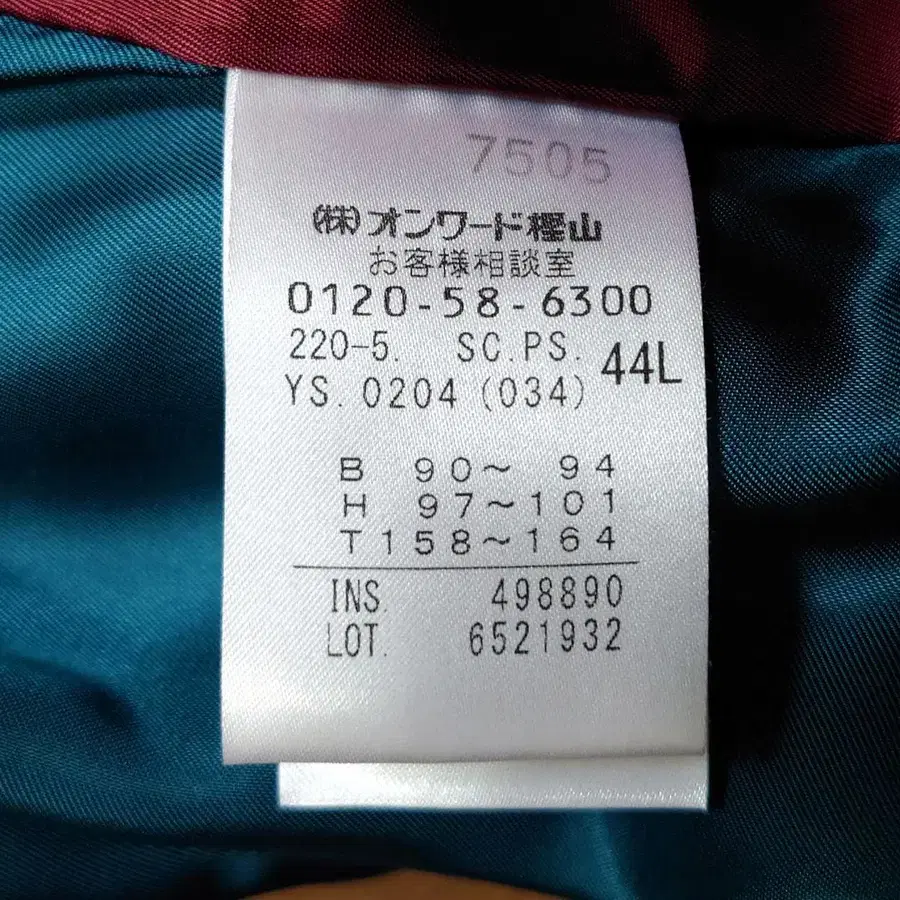 7505
㈱オンワード樫山
お客様相談室
0120-58-6300
220-5. SC.PS. 44L
YS.0204 (034)
B 90〜 94
H 97〜101
T158〜164
INS. 498890
LOT. 6521932